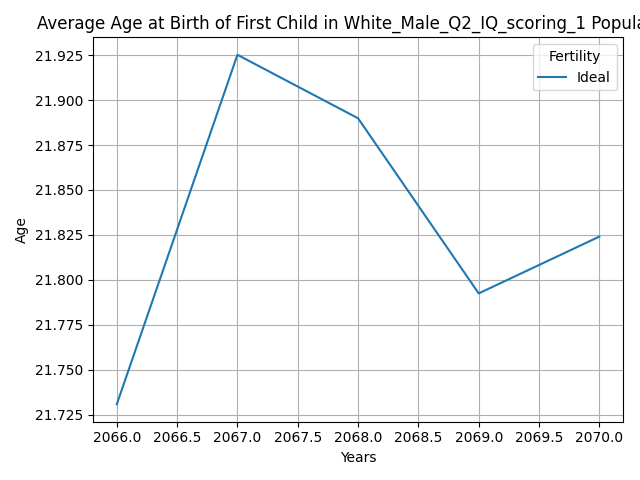 Average Age at Birth of First Child in White_Male_Q2_IQ_scoring_1 Popula
Fertility
Ideal
21.925
21.900
21.875
21.850
21.825
21.800
21.775
21.750
21.725
Age
2066.0 2066.5 2067.0 2067.5 2068.0 2068.5 2069.0 2069.5 2070.0
Years